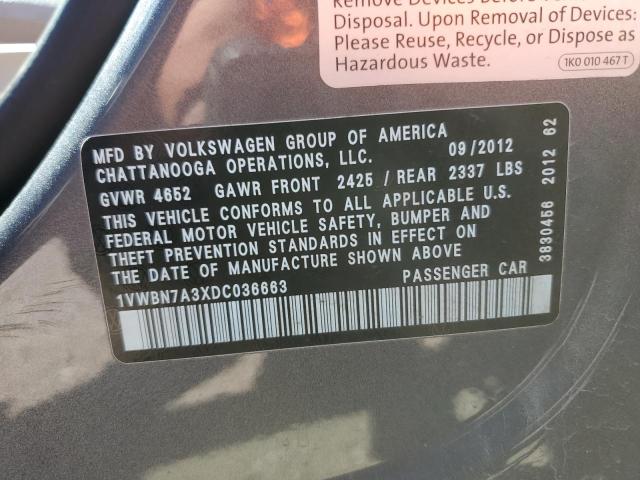 Disposal. Upon Removal of Devices:
Please Reuse, Recycle, or Dispose as
Hazardous Waste.
1K0 010 467 T
MFD BY VOLKSWAGEN GROUP OF AMERICA
CHATTANOOGA OPERATIONS, LLC. 09/2012
GVWR 4652 GAWR FRONT 2425 / REAR 2337 LBS
THIS VEHICLE CONFORMS TO ALL APPLICABLE U.S.
FEDERAL MOTOR VEHICLE SAFETY, BUMPER AND
THEFT PREVENTION STANDARDS IN EFFECT ON
THE DATE OF MANUFACTURE SHOWN ABOVE
1VWBN7A3XDC036663 PASSENGER CAR
3830456 2012 62